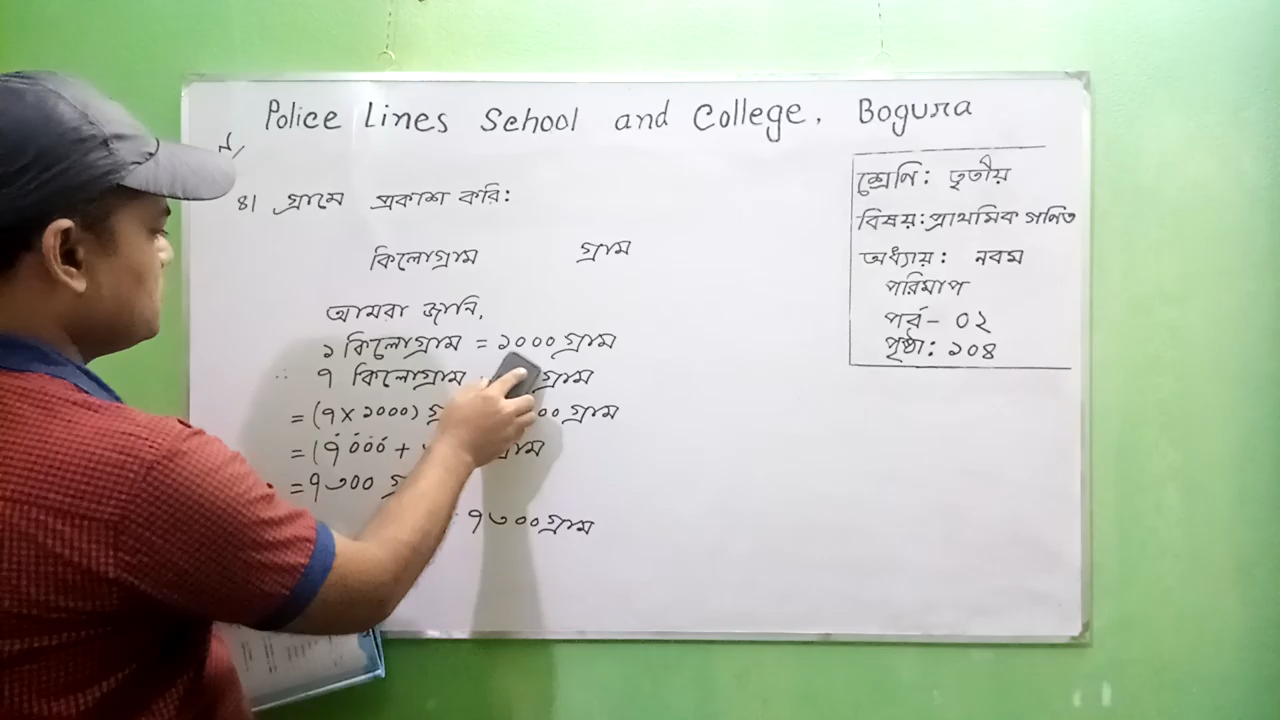 Police Lines School and College, Bogura
৪। গ্রামে প্রকাশ করি:
কিলোগ্রাম গ্রাম
আমরা জানি,
১ কিলোগ্রাম = ১০০০ গ্রাম
∴ ৭ কিলোগ্রাম গ্রাম
= (৭ × ১০০০) গ্রাম
= (৭০০০ + গ্রাম
= ৭৩০০
৭৩০০ গ্রাম
শ্রেণি: তৃতীয়
বিষয়: প্রাথমিক গণিত
অধ্যায়: নবম
পরিমাপ
পর্ব - ০২
পৃষ্ঠা: ১০৪